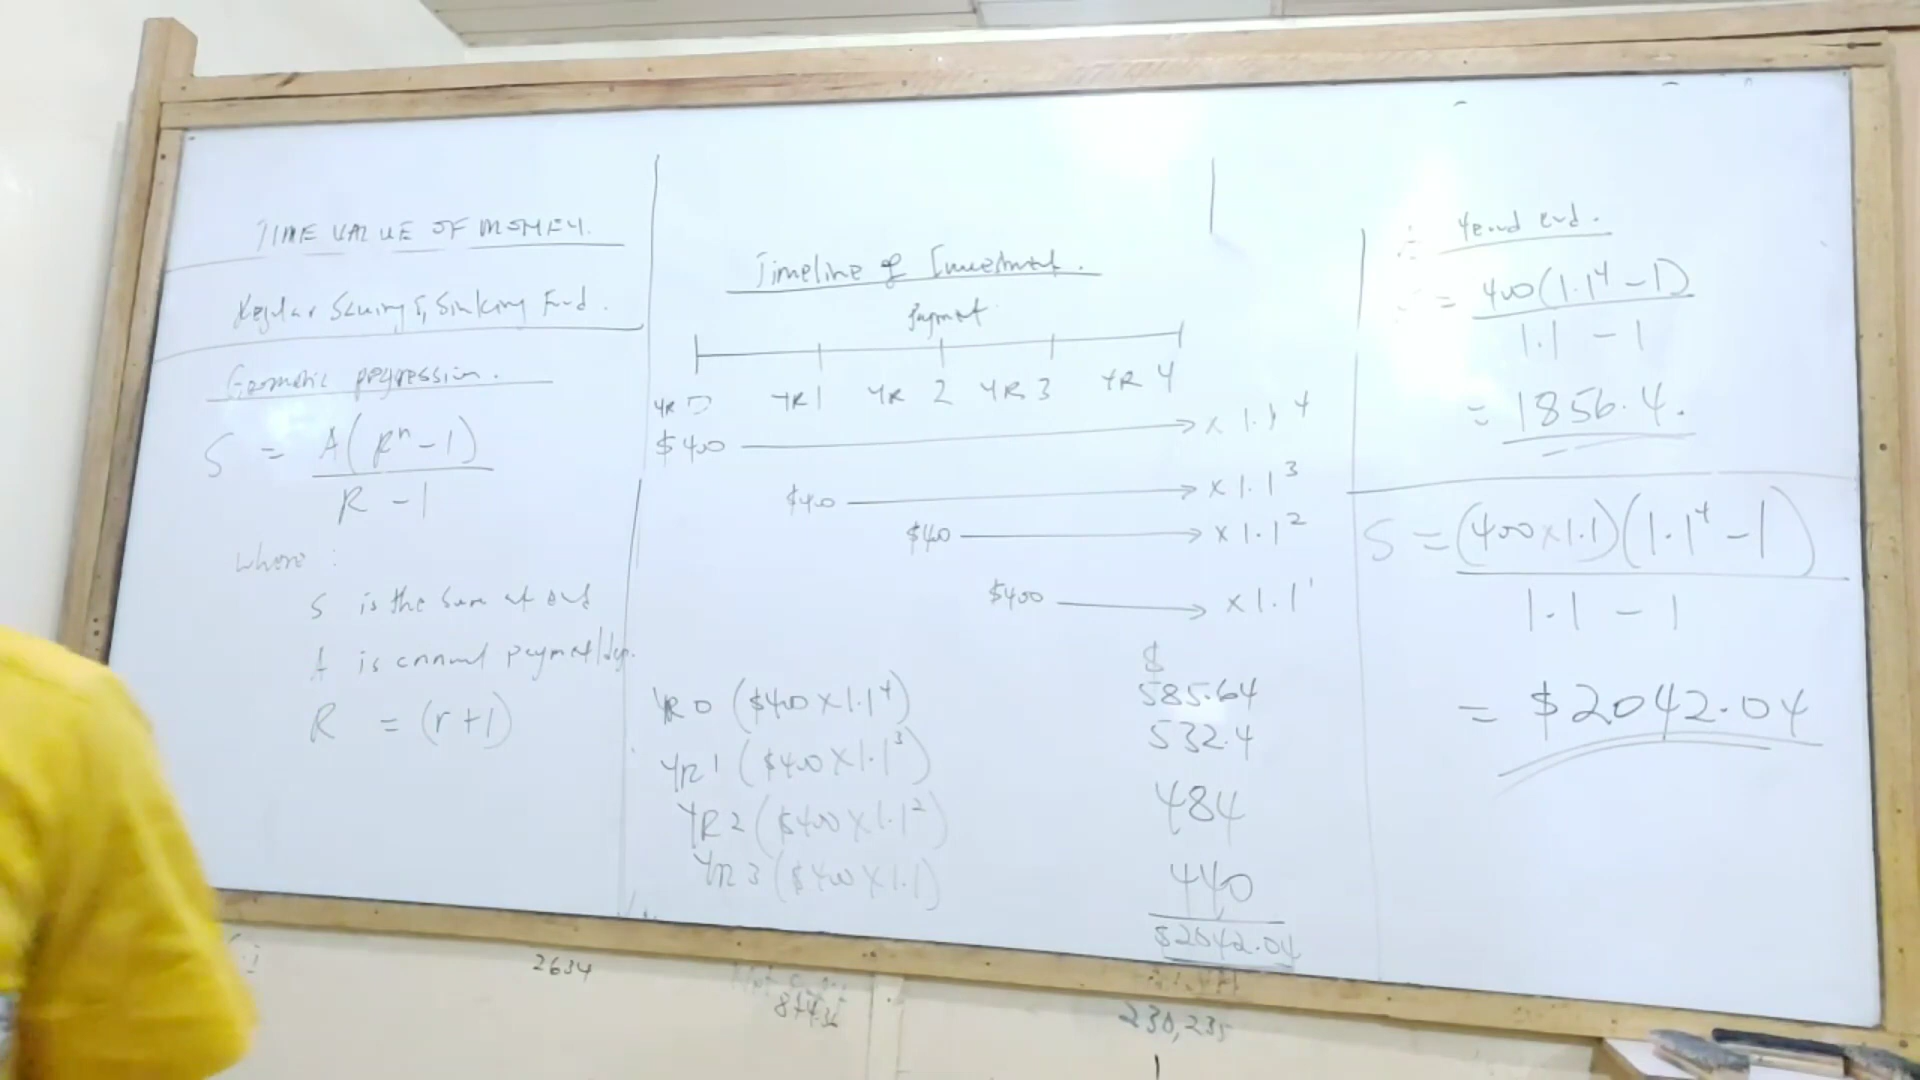 TIME VALUE OF MONEY.
Regular Saving & Sinking Fund.
Geometric progression.
S = A(Rⁿ - 1)
R - 1
where :
S is the sum at end
A is annual payment/dep.
R = (r+1)
Timeline of Investment.
Payment
YR 0 YR 1 YR 2 YR 3 YR 4
$400 → x 1.1⁴
$400 → x 1.1³
$400 → x 1.1²
$400 → x 1.1¹
$
YR 0 ($400 x 1.1⁴) 585.64
YR 1 ($400 x 1.1³) 532.4
YR 2 ($400 x 1.1²) 484
YR 3 ($400 x 1.1) 440
$2042.04
end.
= 400(1.1⁴ - 1)
1.1 - 1
= 1856.4.
S = (400 x 1.1)(1.1⁴ - 1)
1.1 - 1
= $2042.04
2634
230,235